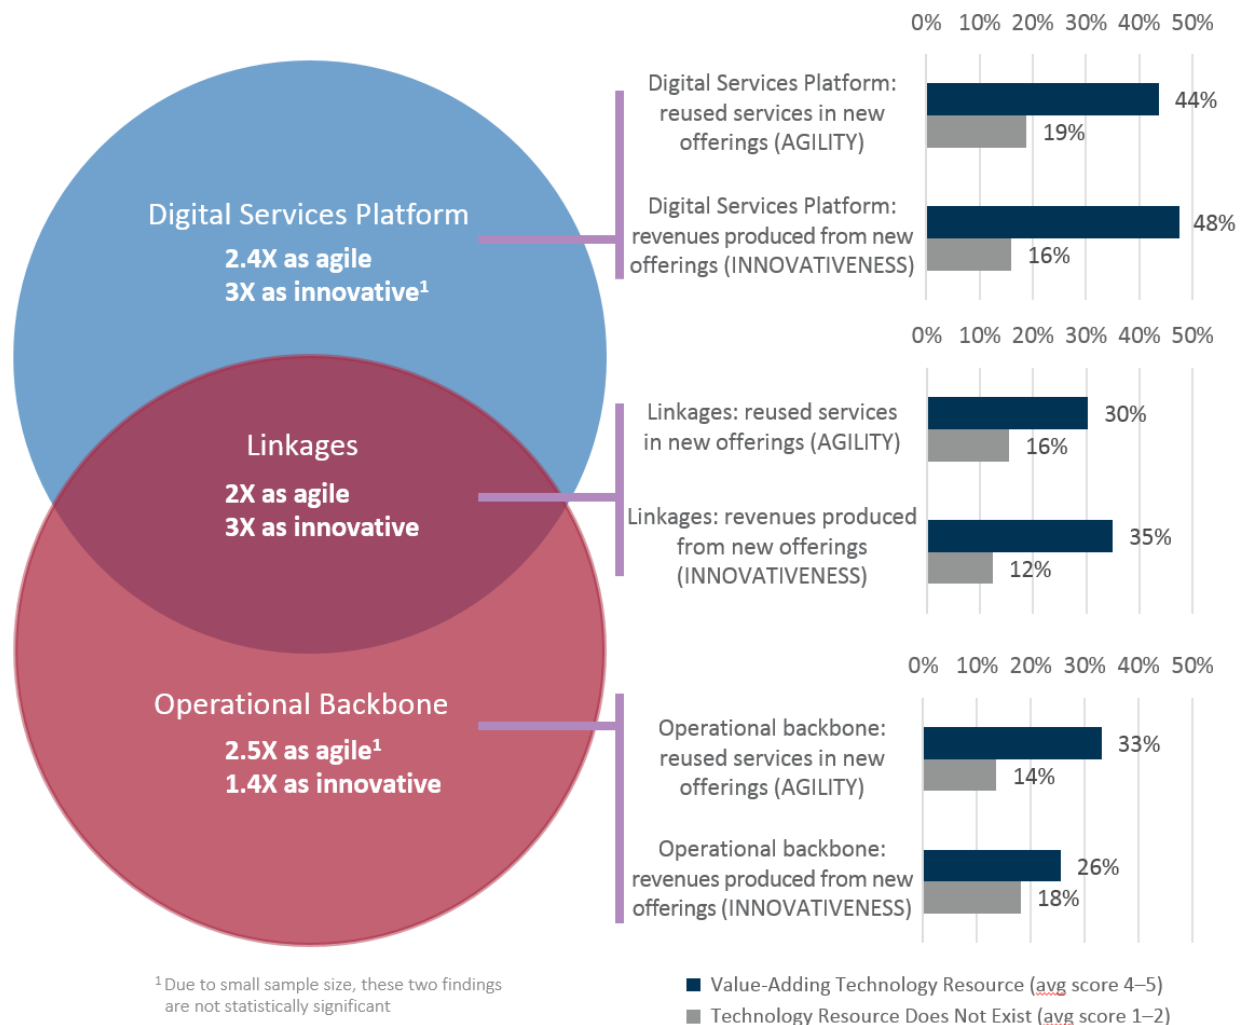 Digital Services Platform
2.4X as agile
3X as innovative¹
Linkages
2X as agile
3X as innovative
Operational Backbone
2.5X as agile¹
1.4X as innovative
¹ Due to small sample size, these two findings
are not statistically significant
0% 10% 20% 30% 40% 50%
Digital Services Platform:
reused services in new
offerings (AGILITY)
44%
19%
Digital Services Platform:
revenues produced from new
offerings (INNOVATIVENESS)
48%
16%
0% 10% 20% 30% 40% 50%
Linkages: reused services
in new offerings (AGILITY)
30%
16%
Linkages: revenues produced
from new offerings
(INNOVATIVENESS)
35%
12%
0% 10% 20% 30% 40% 50%
Operational backbone:
reused services in new
offerings (AGILITY)
33%
14%
Operational backbone:
revenues produced from new
offerings (INNOVATIVENESS)
26%
18%
Value-Adding Technology Resource (avg score 4–5)
Technology Resource Does Not Exist (avg score 1–2)